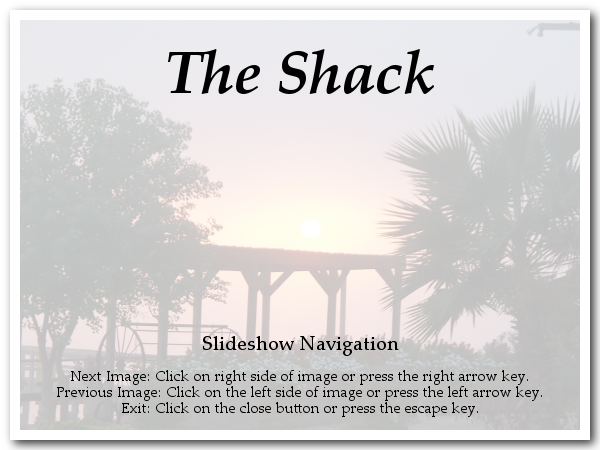 The Shack
Slideshow Navigation
Next Image: Click on right side of image or press the right arrow key.
Previous Image: Click on the left side of image or press the left arrow key.
Exit: Click on the close button or press the escape key.